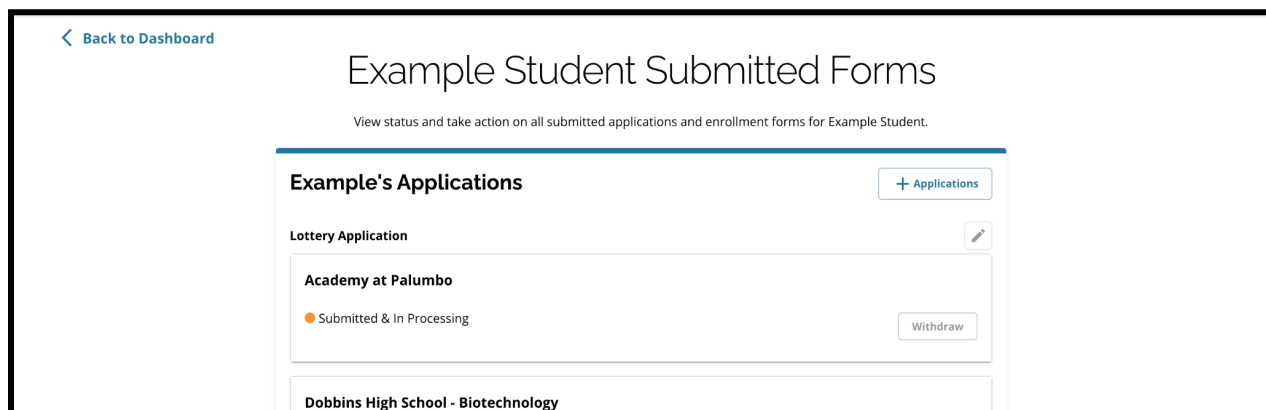 Back to Dashboard
Example Student Submitted Forms
View status and take action on all submitted applications and enrollment forms for Example Student.
Example's Applications
+ Applications
Lottery Application
Academy at Palumbo
Submitted & In Processing
Withdraw
Dobbins High School - Biotechnology